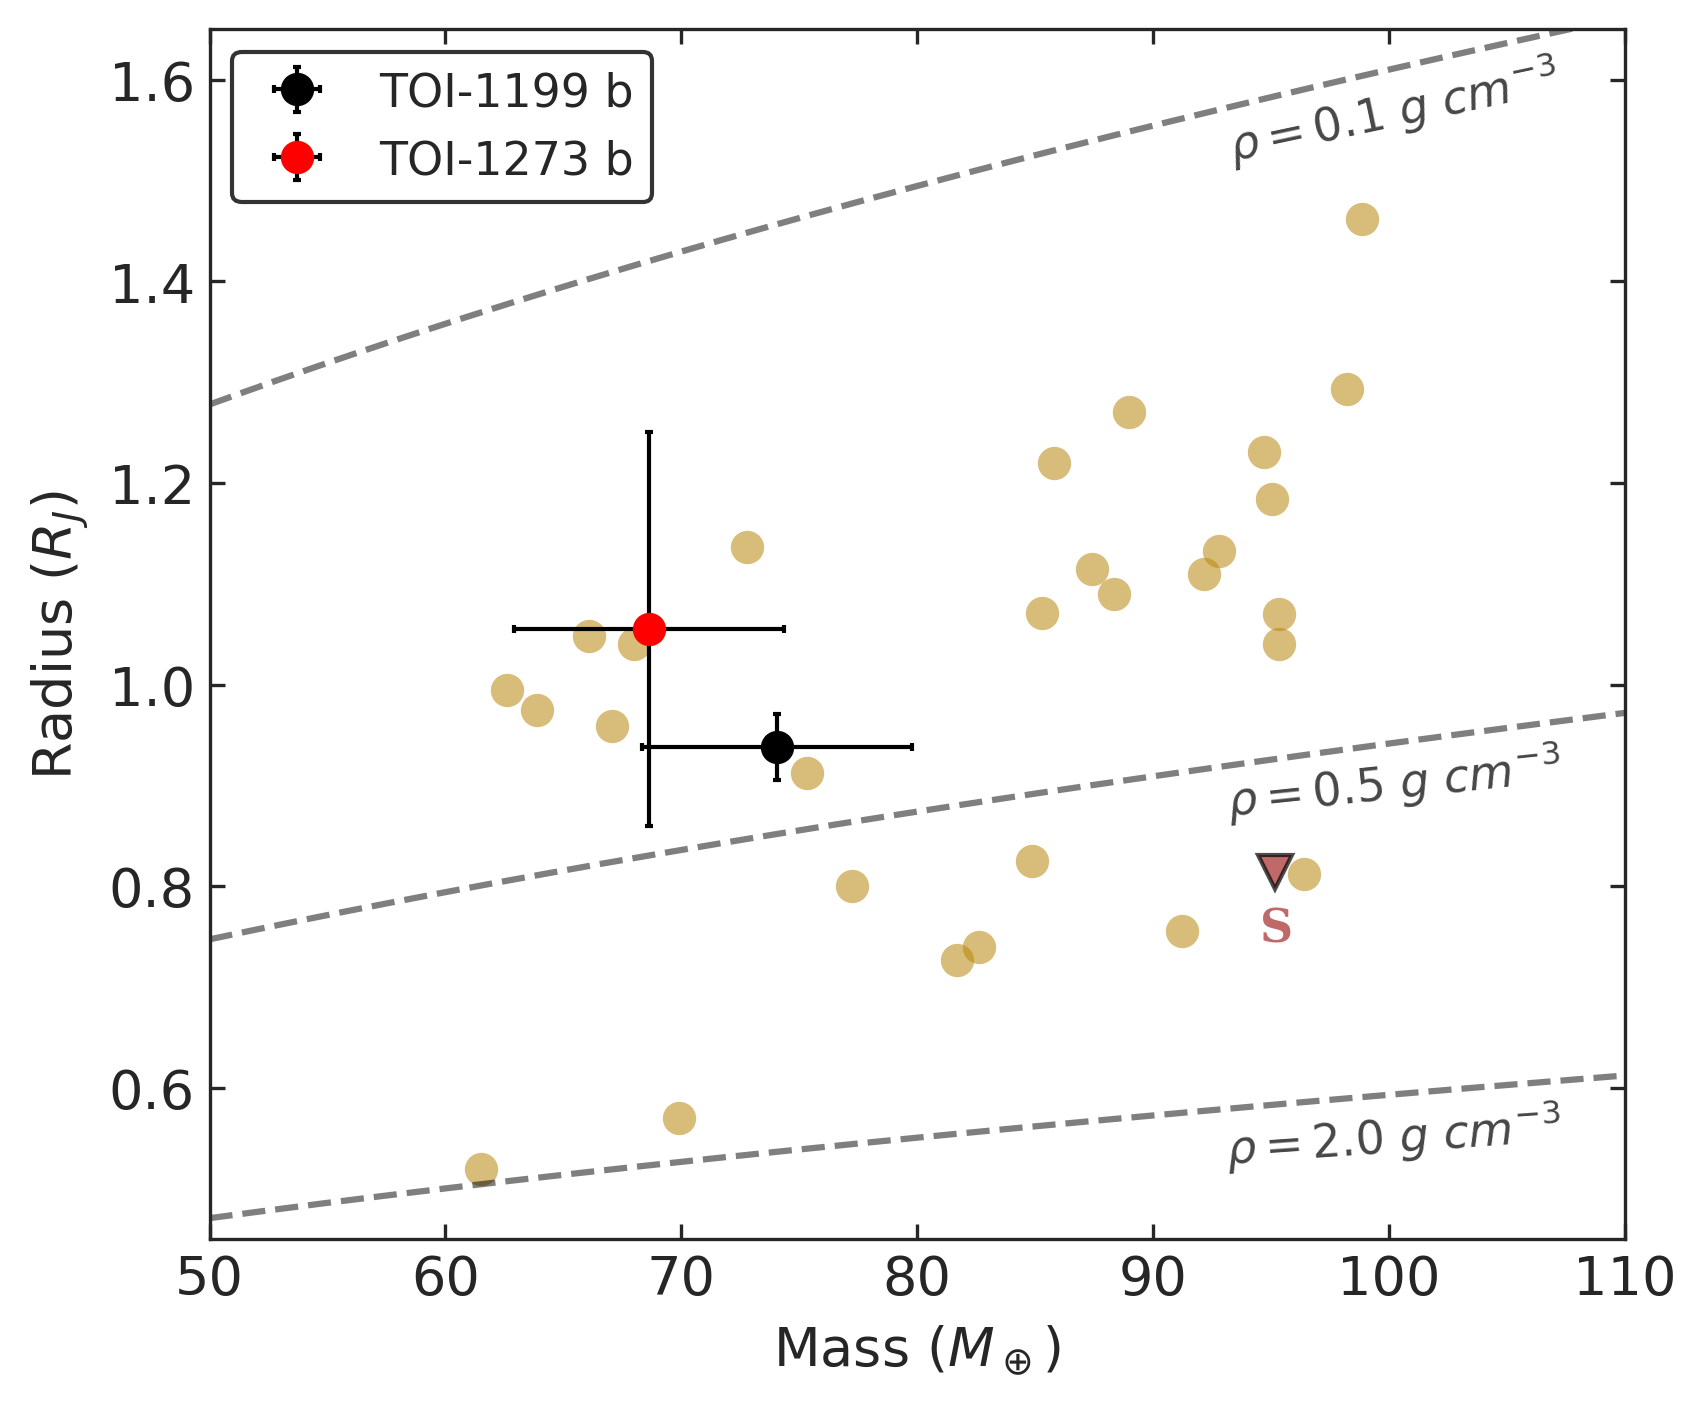 TOI-1199 b
TOI-1273 b
ρ = 0.1 g cm⁻³
ρ = 0.5 g cm⁻³
S
ρ = 2.0 g cm⁻³
1.6
1.4
1.2
1.0
0.8
0.6
Radius (R_J)
50 60 70 80 90 100 110
Mass (M_⊕)